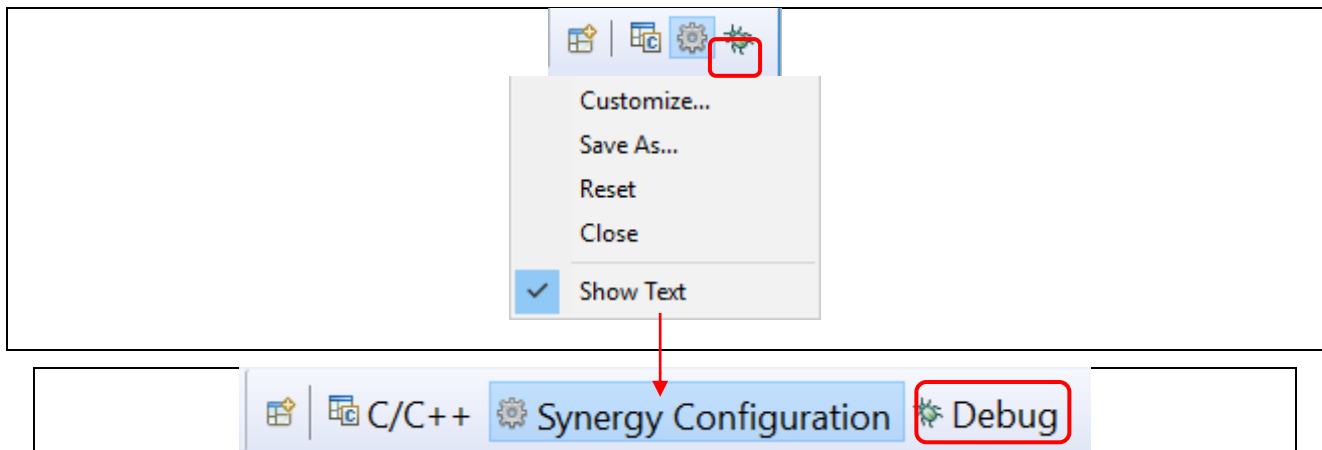 Customize...
Save As...
Reset
Close
Show Text
C/C++ Synergy Configuration Debug